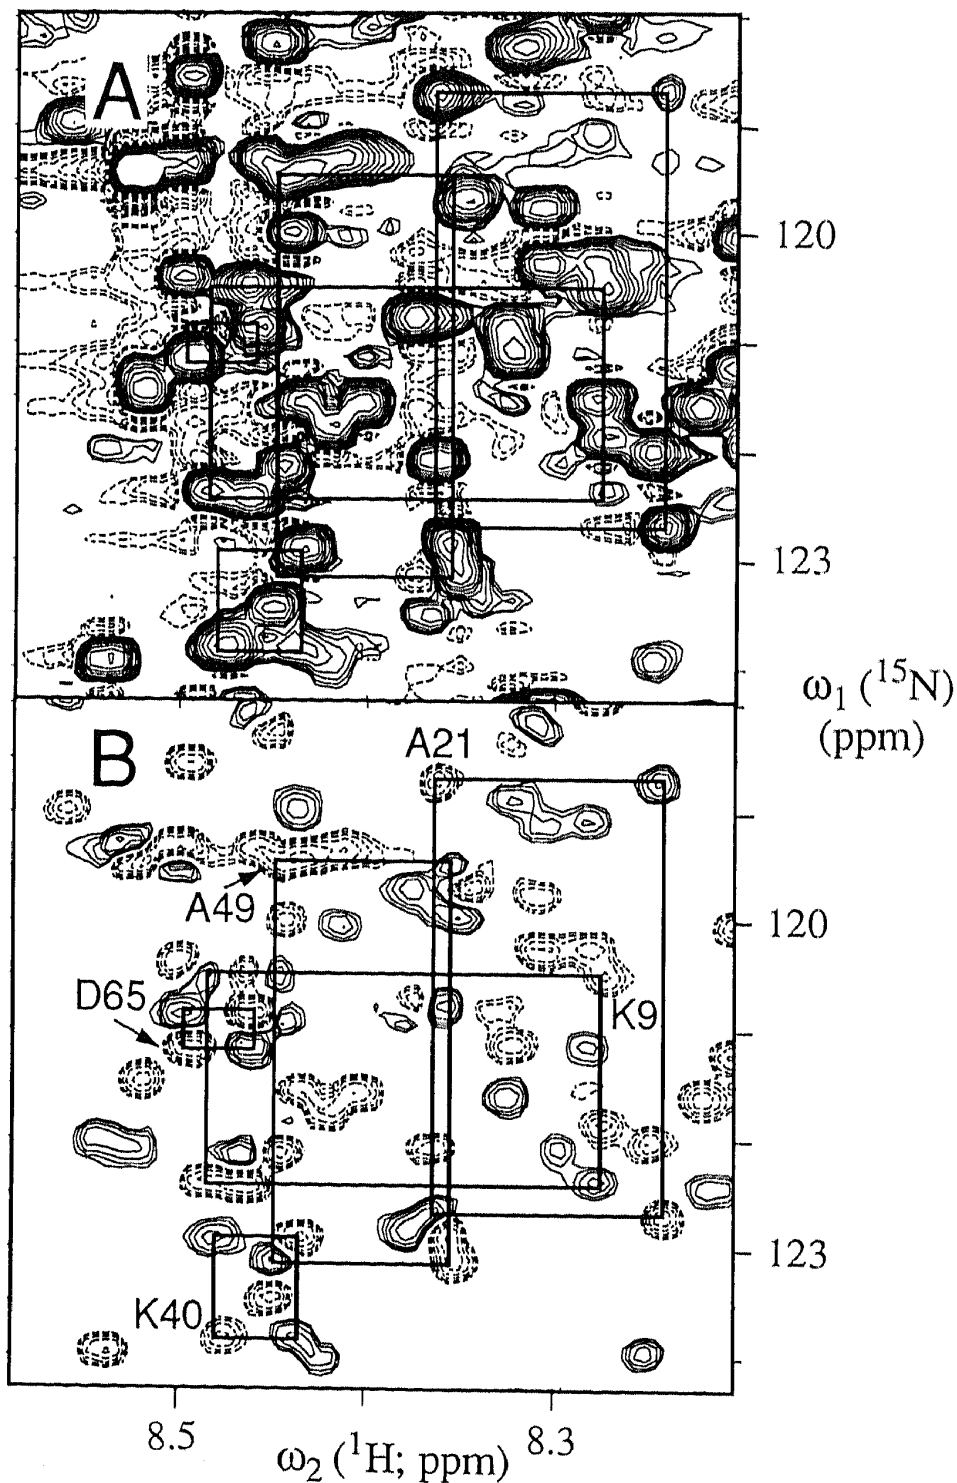 A
120
123
ω₁ (¹⁵N)
(ppm)
B
A21
A49
120
D65
K9
123
K40
8.5
8.3
ω₂ (¹H; ppm)